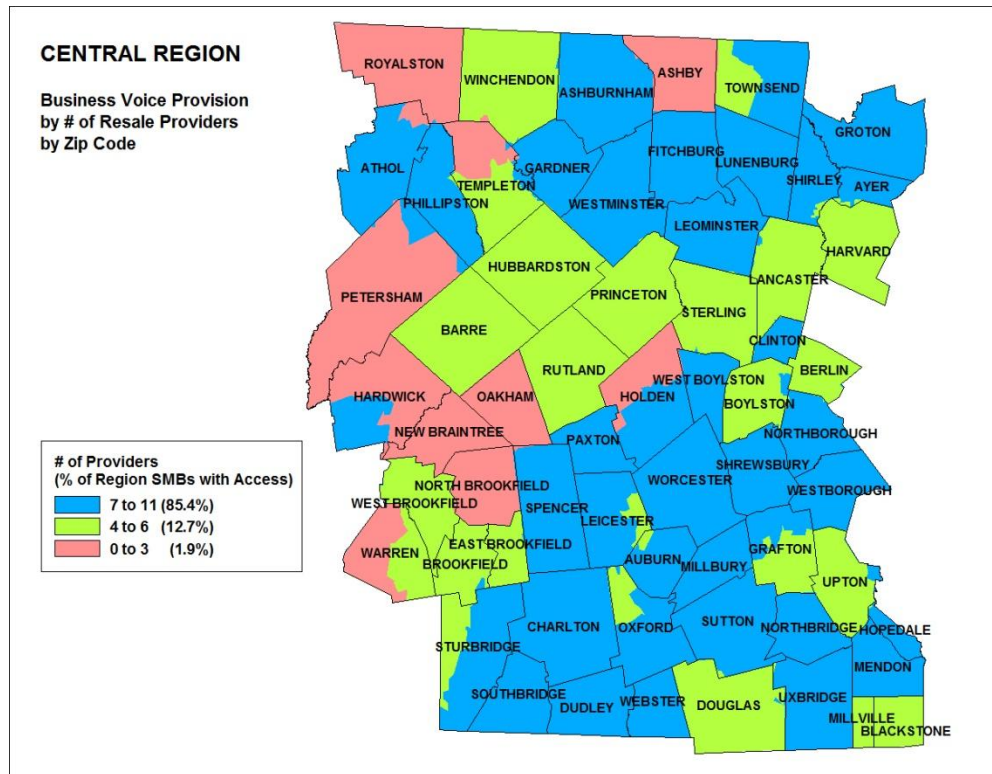 CENTRAL REGION
Business Voice Provision
by # of Resale Providers
by Zip Code
ROYALSTON
WINCHENDON
ASHBURNHAM
ASHBY
TOWNSEND
GROTON
ATHOL
PHILLIPSTON
TEMPLETON
GARDNER
WESTMINSTER
FITCHBURG
LUNENBURG
SHIRLEY
AYER
LEOMINSTER
HARVARD
LANCASTER
HUBBARDSTON
PETERSHAM
PRINCETON
STERLING
BARRE
CLINTON
BERLIN
RUTLAND
HOLDEN
WEST BOYLSTON
BOYLSTON
HARDWICK
OAKHAM
NEW BRAINTREE
PAXTON
NORTHBOROUGH
SHREWSBURY
WORCESTER
WESTBOROUGH
NORTH BROOKFIELD
WEST BROOKFIELD
SPENCER
LEICESTER
EAST BROOKFIELD
WARREN
BROOKFIELD
AUBURN
MILLBURY
GRAFTON
UPTON
CHARLTON
OXFORD
SUTTON
NORTHBRIDGE
HOPEDALE
STURBRIDGE
MENDON
SOUTHBRIDGE
DUDLEY
WEBSTER
DOUGLAS
UXBRIDGE
MILLVILLE
BLACKSTONE
# of Providers
(% of Region SMBs with Access)
7 to 11 (85.4%)
4 to 6 (12.7%)
0 to 3 (1.9%)